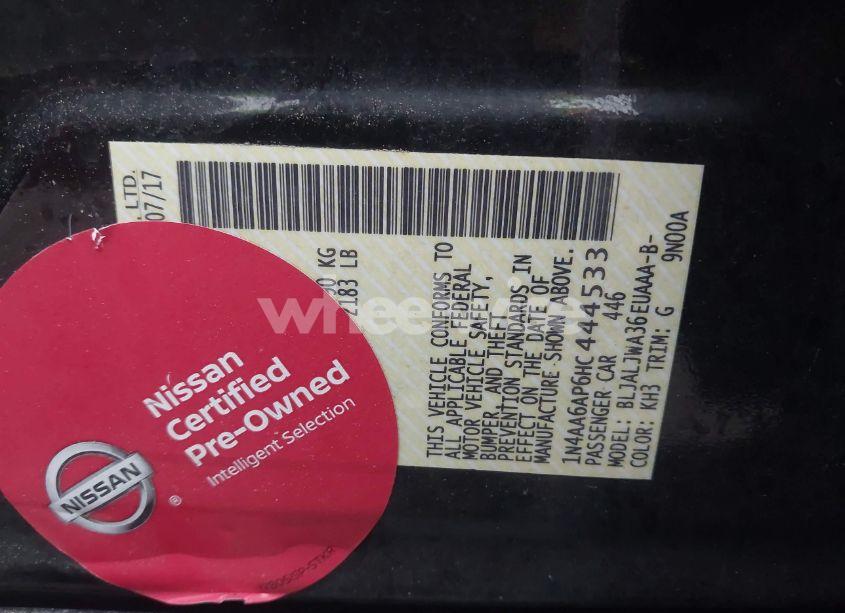 LTD.
07/17
KG
2183 LB
THIS VEHICLE CONFORMS TO
ALL APPLICABLE FEDERAL
MOTOR VEHICLE SAFETY,
BUMPER, AND THEFT
PREVENTION STANDARDS IN
EFFECT ON THE DATE OF
MANUFACTURE SHOWN ABOVE.
1N4AA6AP6HC444533
PASSENGER CAR 446
MODEL: BLJALJWA36EUAAA-B-
COLOR: KH3 TRIM: G 9N00A
Nissan
Certified
Pre-Owned
Intelligent Selection
NISSAN
®